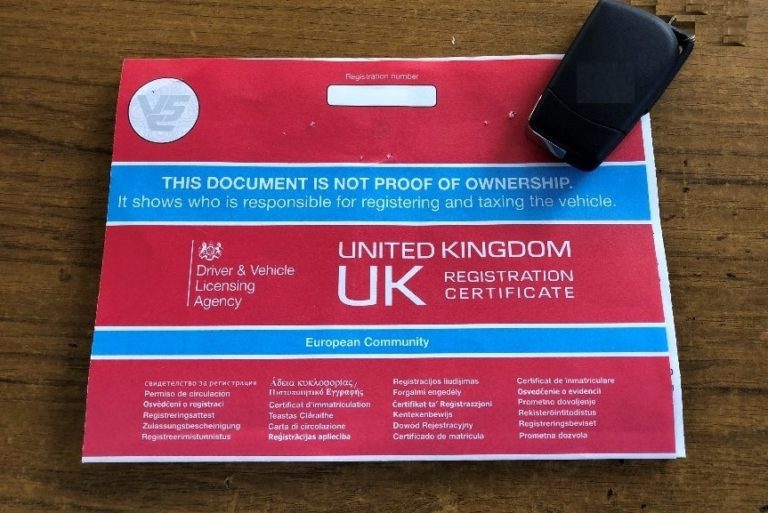 Registration number
V5C
THIS DOCUMENT IS NOT PROOF OF OWNERSHIP.
It shows who is responsible for registering and taxing the vehicle.
Driver & Vehicle
Licensing
Agency
UNITED KINGDOM
UK REGISTRATION
CERTIFICATE
European Community
свидетелство за регистрация
Permiso de circulación
Osvědčení o registraci
Registreringsattest
Zulassungsbescheinigung
Registreerimistunnistus
Άδεια κυκλοφορίας/
Πιστοποιητικό Εγγραφής
Certificat d'immatriculation
Teastas Cláraithe
Carta di circolazione
Reģistrācijas apliecība
Registracijos liudijimas
Forgalmi engedély
Ċertifikat ta' Reġistrazzjoni
Kentekenbewijs
Dowód Rejestracyjny
Certificado de matrícula
Certificat de înmatriculare
Osvedčenie o evidencii
Prometno dovoljenje
Rekisteröintitodistus
Registreringsbeviset
Prometna dozvola